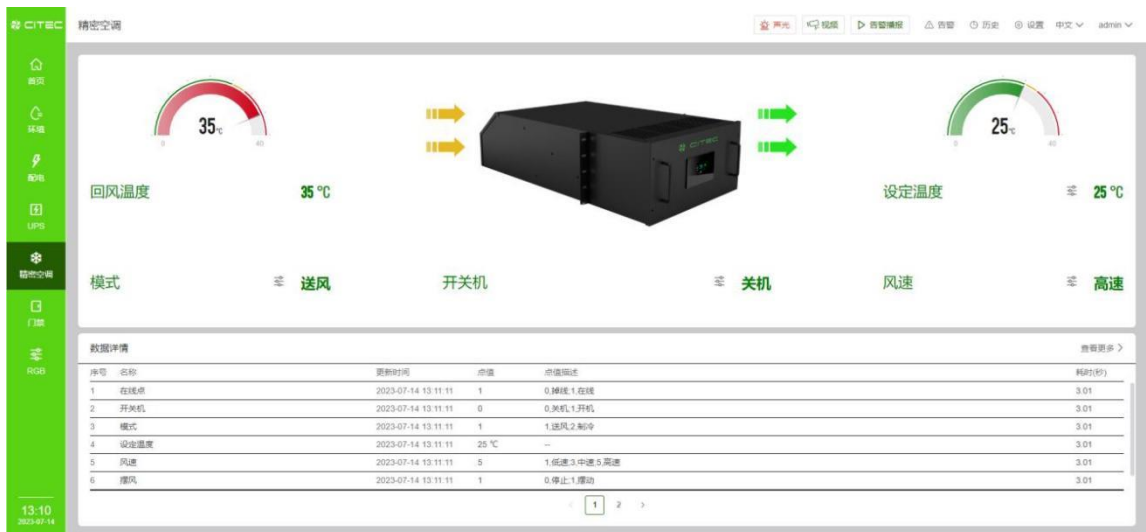 CITEC
精密空调
声光
视频
告警播报
告警
历史
设置
中文
admin
首页
环境
配电
UPS
精密空调
门禁
RGB
13:10
2023-07-14
35℃
0
40
回风温度
35 ℃
CITEC
25℃
0
40
设定温度
25 ℃
模式
送风
开关机
关机
风速
高速
数据详情
查看更多
序号 名称 更新时间 点值 点值描述 耗时(秒)
1 在线点 2023-07-14 13:11:11 1 0,掉线;1,在线 3.01
2 开关机 2023-07-14 13:11:11 0 0,关机;1,开机 3.01
3 模式 2023-07-14 13:11:11 1 1,送风;2,制冷 3.01
4 设定温度 2023-07-14 13:11:11 25 ℃ -- 3.01
5 风速 2023-07-14 13:11:11 5 1,低速;3,中速;5,高速 3.01
6 摆风 2023-07-14 13:11:11 1 0,停止;1,摆动 3.01
1 2